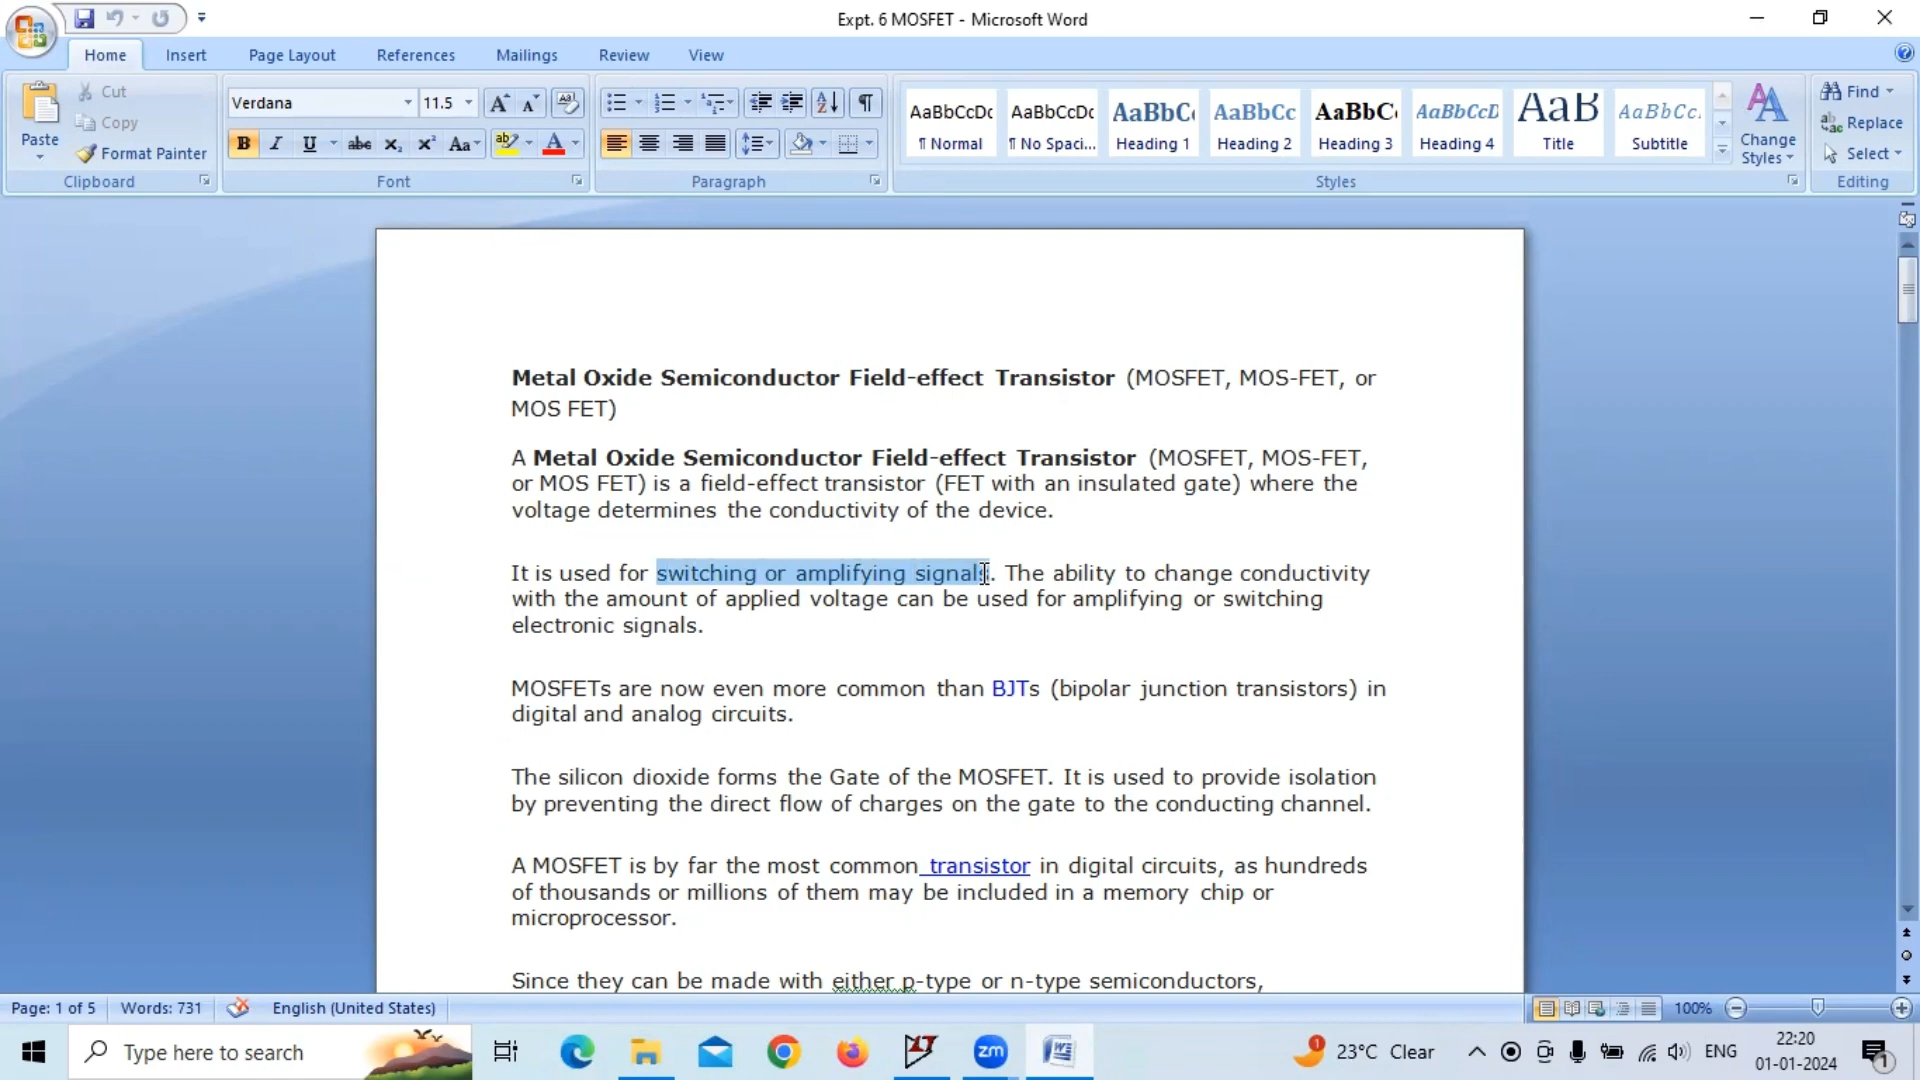 Expt. 6 MOSFET - Microsoft Word
Home Insert Page Layout References Mailings Review View
Paste
Cut
Copy
Format Painter
Clipboard
Verdana 11.5
Font
Paragraph
AaBbCcDc AaBbCcDc AaBbC AaBbCc AaBbC AaBbCcD AaB AaBbCc.
¶ Normal ¶ No Spaci... Heading 1 Heading 2 Heading 3 Heading 4 Title Subtitle
Change
Styles
Styles
Find
Replace
Select
Editing
Metal Oxide Semiconductor Field-effect Transistor (MOSFET, MOS-FET, or
MOS FET)
A Metal Oxide Semiconductor Field-effect Transistor (MOSFET, MOS-FET,
or MOS FET) is a field-effect transistor (FET with an insulated gate) where the
voltage determines the conductivity of the device.
It is used for switching or amplifying signals. The ability to change conductivity
with the amount of applied voltage can be used for amplifying or switching
electronic signals.
MOSFETs are now even more common than BJTs (bipolar junction transistors) in
digital and analog circuits.
The silicon dioxide forms the Gate of the MOSFET. It is used to provide isolation
by preventing the direct flow of charges on the gate to the conducting channel.
A MOSFET is by far the most common transistor in digital circuits, as hundreds
of thousands or millions of them may be included in a memory chip or
microprocessor.
Since they can be made with either p-type or n-type semiconductors,
Page: 1 of 5 Words: 731 English (United States) 100%
Type here to search
zm
23°C Clear
ENG
22:20
01-01-2024
1